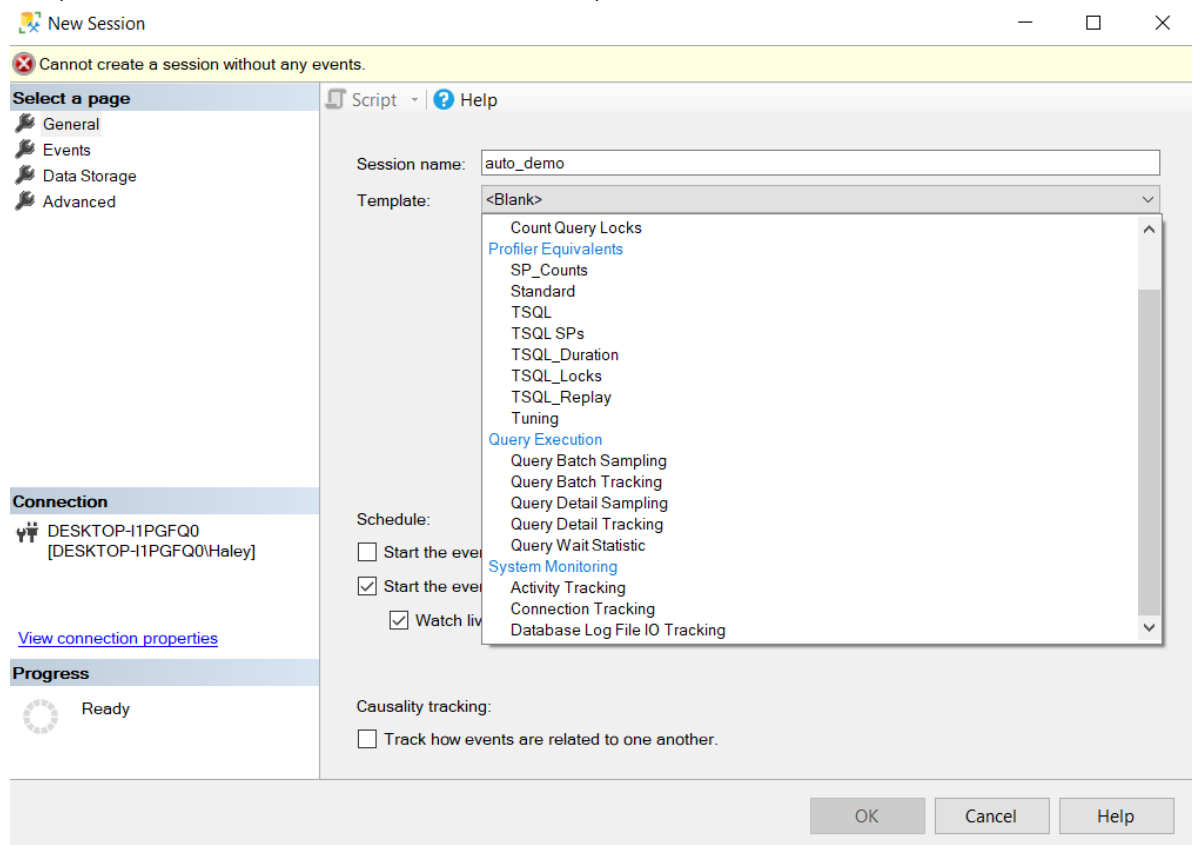 New Session
Cannot create a session without any events.
Select a page
General
Events
Data Storage
Advanced
Script
Help
Session name: auto_demo
Template: <Blank>
Count Query Locks
Profiler Equivalents
SP_Counts
Standard
TSQL
TSQL SPs
TSQL_Duration
TSQL_Locks
TSQL_Replay
Tuning
Query Execution
Query Batch Sampling
Query Batch Tracking
Query Detail Sampling
Query Detail Tracking
Query Wait Statistic
System Monitoring
Activity Tracking
Connection Tracking
Database Log File IO Tracking
Schedule:
Start the eve
Start the eve
Watch liv
Causality tracking:
Track how events are related to one another.
Connection
DESKTOP-I1PGFQ0
[DESKTOP-I1PGFQ0\Haley]
View connection properties
Progress
Ready
OK
Cancel
Help